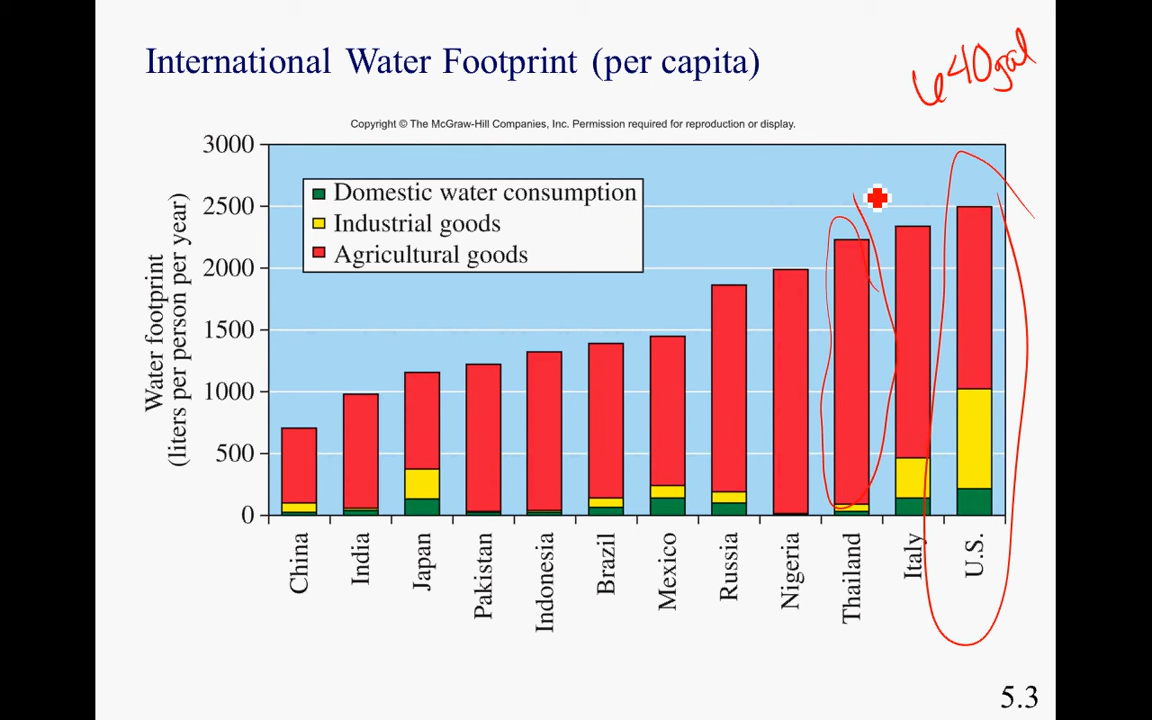 International Water Footprint (per capita)
640gal
Copyright © The McGraw-Hill Companies, Inc. Permission required for reproduction or display.
3000
2500
2000
1500
1000
500
0
Water footprint
(liters per person per year)
Domestic water consumption
Industrial goods
Agricultural goods
China
India
Japan
Pakistan
Indonesia
Brazil
Mexico
Russia
Nigeria
Thailand
Italy
U.S.
5.3